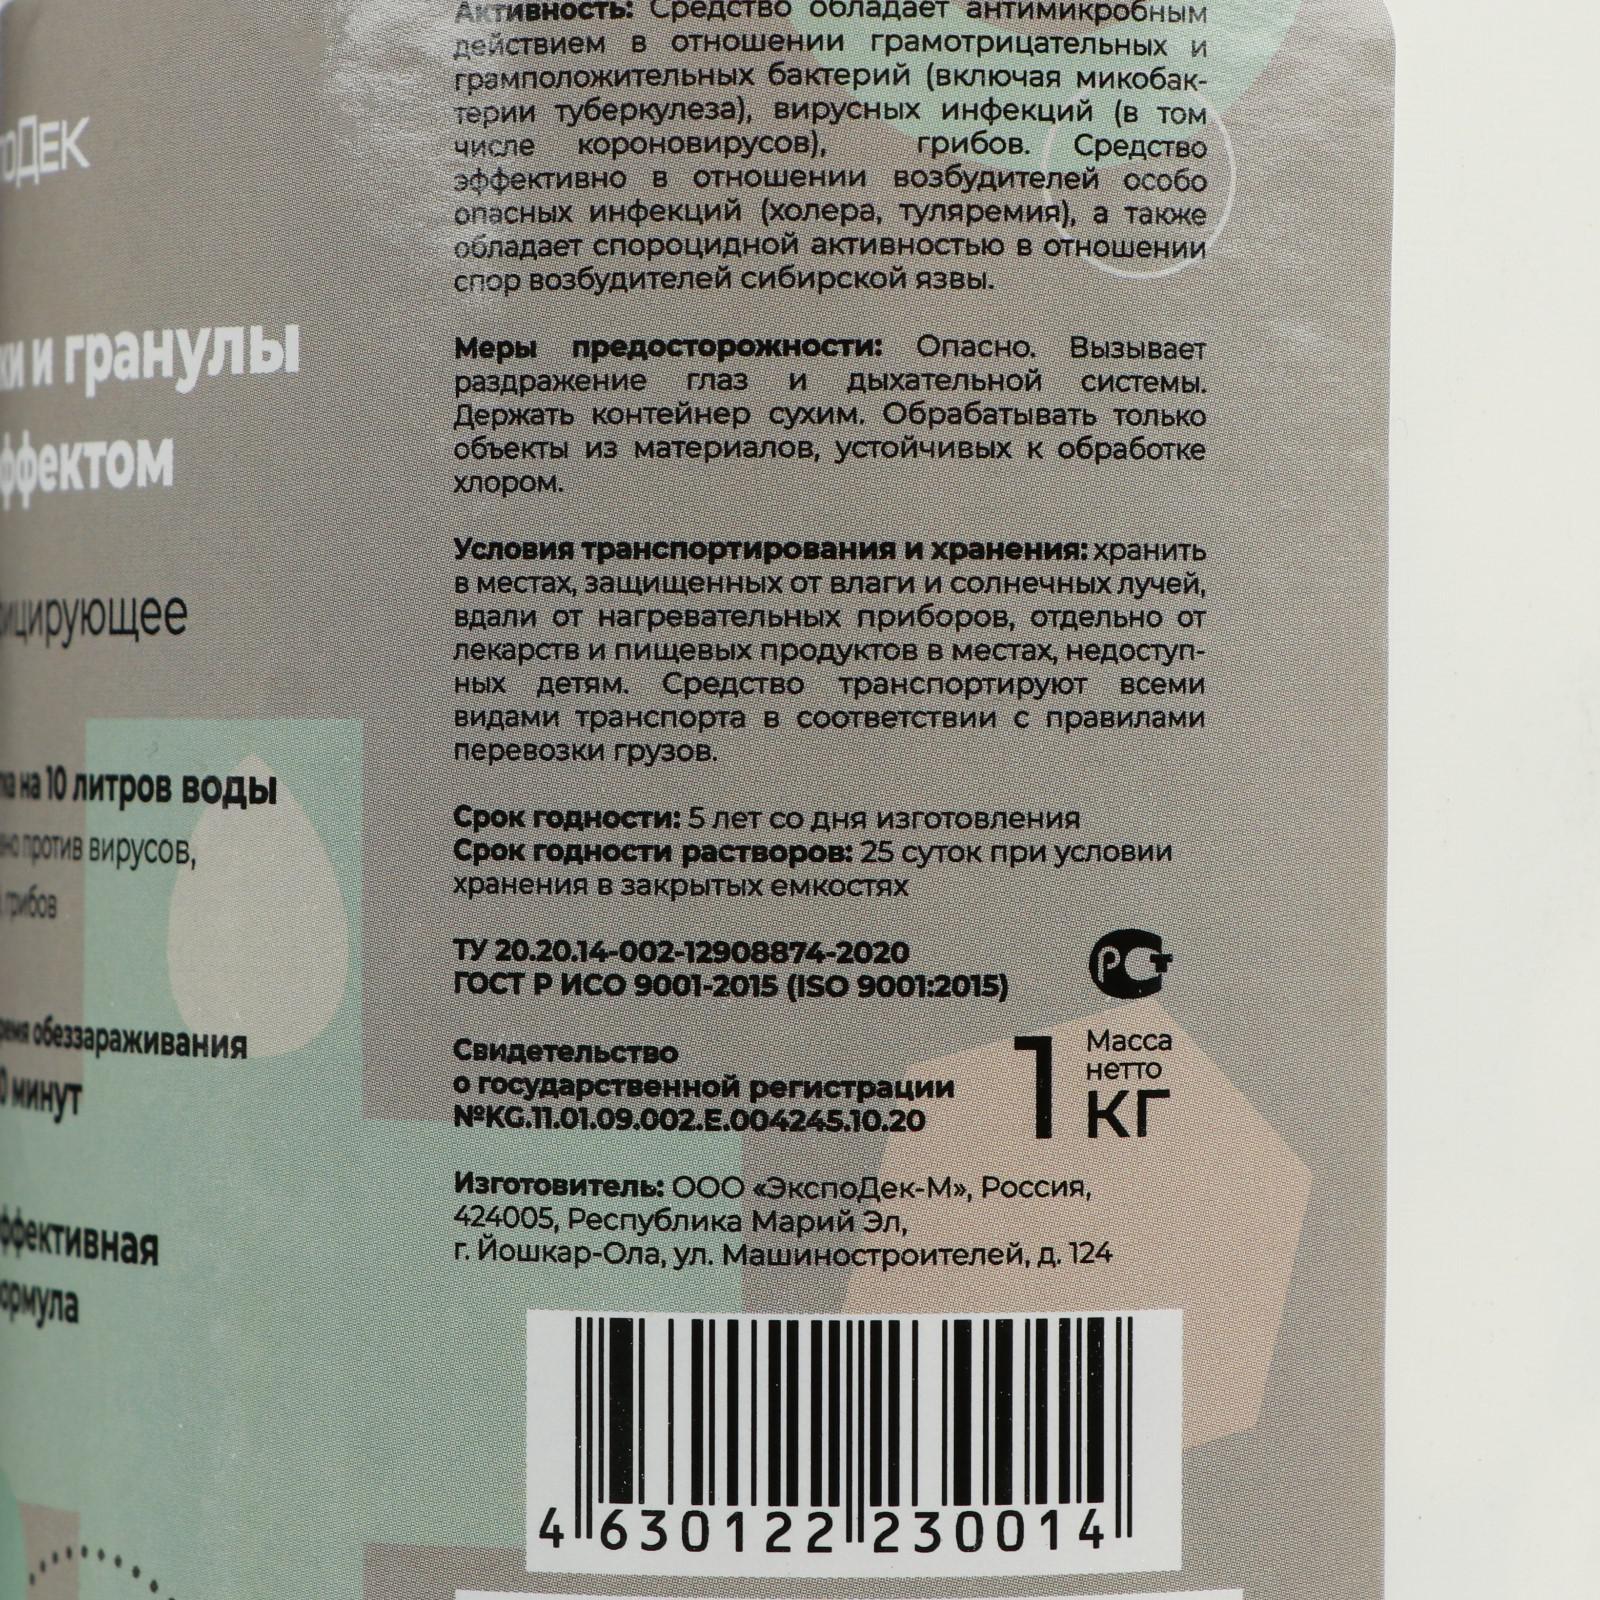 Активность: Средство обладает антимикробным
действием в отношении грамотрицательных и
грамположительных бактерий (включая микобак-
терии туберкулеза), вирусных инфекций (в том
числе короновирусов), грибов. Средство
эффективно в отношении возбудителей особо
опасных инфекций (холера, туляремия), а также
обладает спороцидной активностью в отношении
спор возбудителей сибирской язвы.
Меры предосторожности: Опасно. Вызывает
раздражение глаз и дыхательной системы.
Держать контейнер сухим. Обрабатывать только
объекты из материалов, устойчивых к обработке
хлором.
Условия транспортирования и хранения: хранить
в местах, защищенных от влаги и солнечных лучей,
вдали от нагревательных приборов, отдельно от
лекарств и пищевых продуктов в местах, недоступ-
ных детям. Средство транспортируют всеми
видами транспорта в соответствии с правилами
перевозки грузов.
Срок годности: 5 лет со дня изготовления
Срок годности растворов: 25 суток при условии
хранения в закрытых емкостях
ТУ 20.20.14-002-12908874-2020
ГОСТ Р ИСО 9001-2015 (ISO 9001:2015)
РСТ
Свидетельство
о государственной регистрации
№KG.11.01.09.002.E.004245.10.20
Масса
нетто
1 кг
Изготовитель: ООО «ЭкспоДек-М», Россия,
424005, Республика Марий Эл,
г. Йошкар-Ола, ул. Машиностроителей, д. 124
4 630122 230014
и гранулы
на 10 литров воды
против вирусов,
грибов
обеззараживания
минут